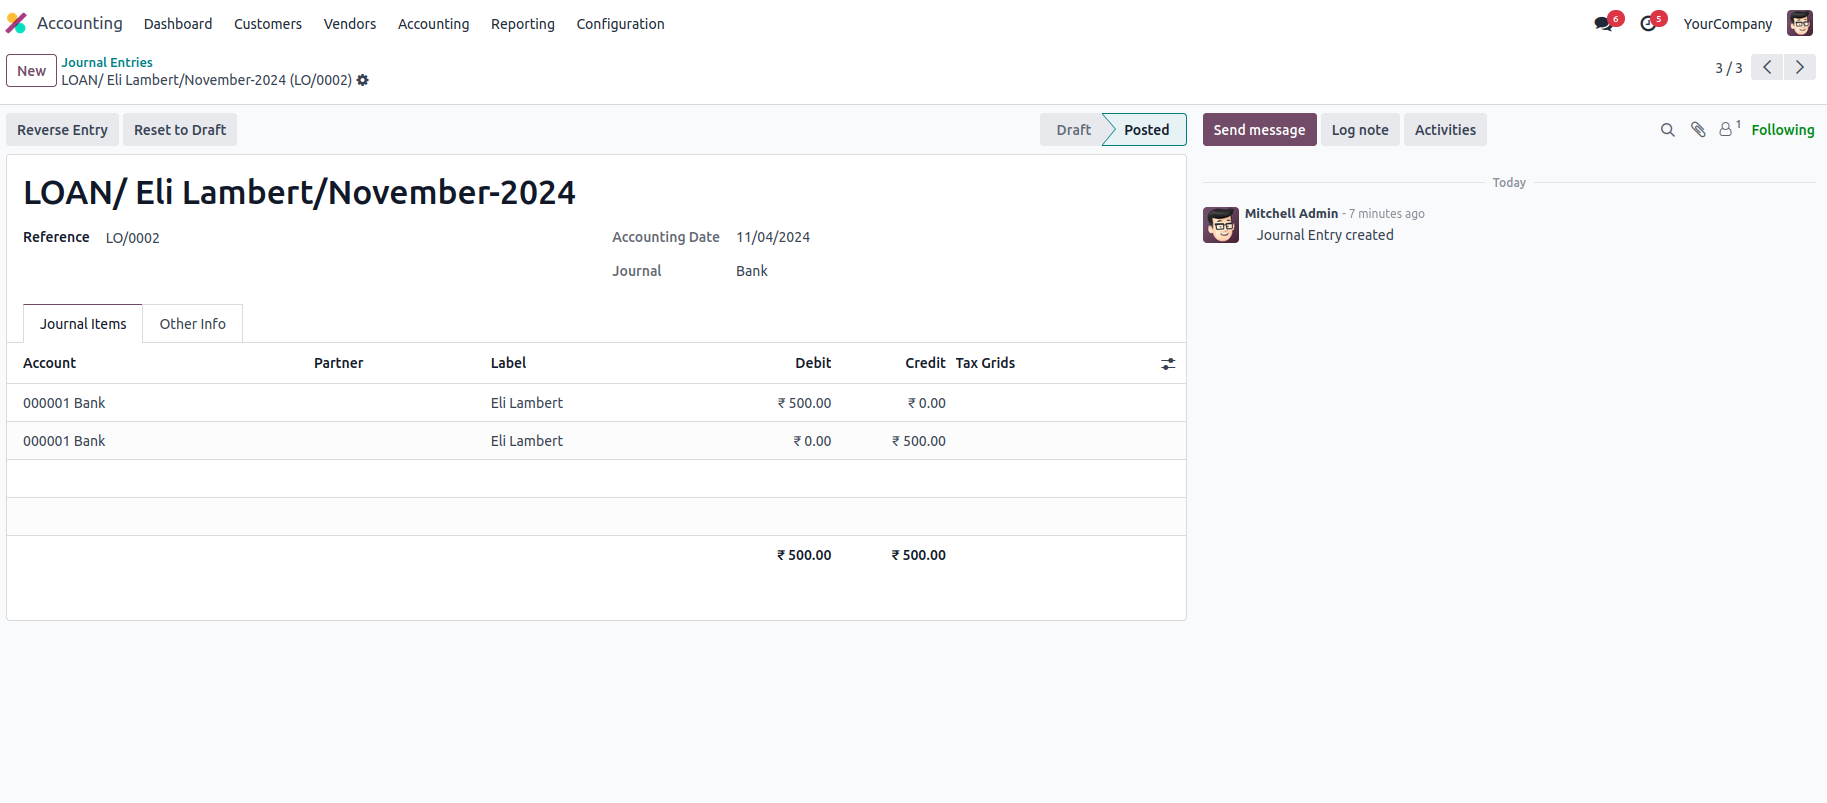 Accounting Dashboard Customers Vendors Accounting Reporting Configuration 6 5 YourCompany
New Journal Entries
LOAN/ Eli Lambert/November-2024 (LO/0002) 3 / 3
Reverse Entry Reset to Draft Draft Posted Send message Log note Activities 1 Following
LOAN/ Eli Lambert/November-2024
Today
Reference LO/0002 Accounting Date 11/04/2024
Mitchell Admin - 7 minutes ago
Journal Entry created
Journal Bank
Journal Items Other Info
Account Partner Label Debit Credit Tax Grids
000001 Bank Eli Lambert ₹ 500.00 ₹ 0.00
000001 Bank Eli Lambert ₹ 0.00 ₹ 500.00
₹ 500.00 ₹ 500.00